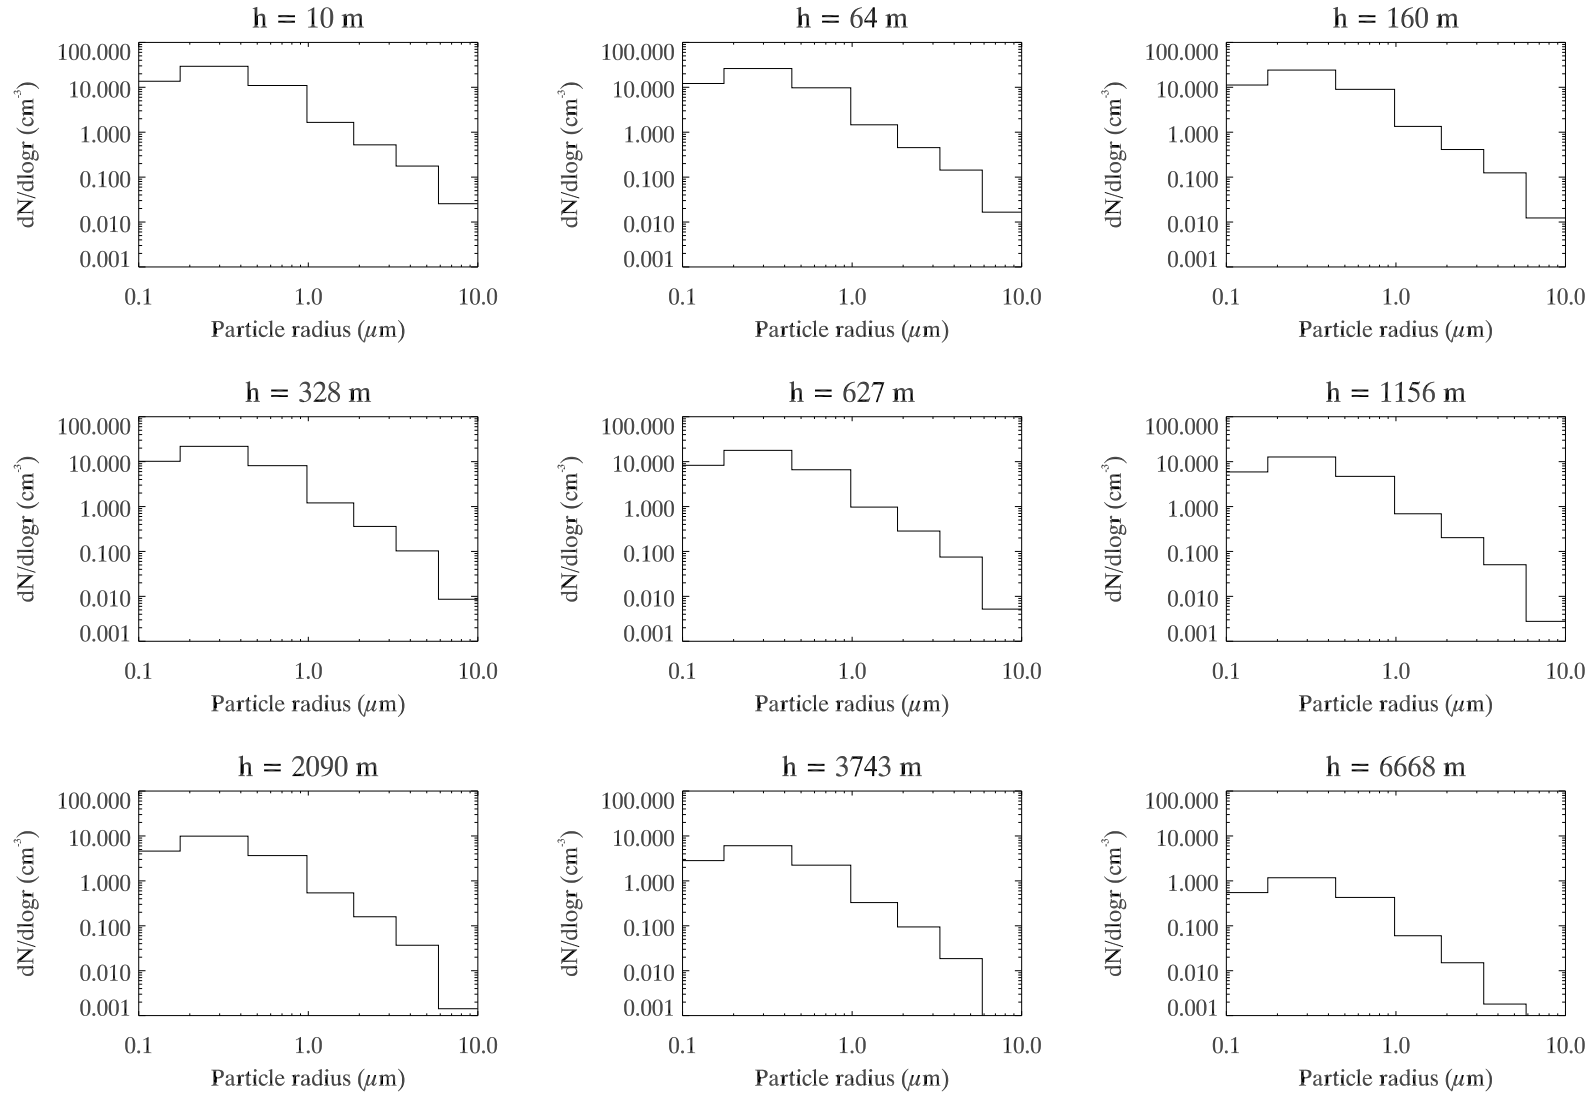 h = 10 m
100.000
10.000
1.000
0.100
0.010
0.001
dN/dlogr (cm⁻³)
0.1 1.0 10.0
Particle radius (μm)
h = 64 m
100.000
10.000
1.000
0.100
0.010
0.001
dN/dlogr (cm⁻³)
0.1 1.0 10.0
Particle radius (μm)
h = 160 m
100.000
10.000
1.000
0.100
0.010
0.001
dN/dlogr (cm⁻³)
0.1 1.0 10.0
Particle radius (μm)
h = 328 m
100.000
10.000
1.000
0.100
0.010
0.001
dN/dlogr (cm⁻³)
0.1 1.0 10.0
Particle radius (μm)
h = 627 m
100.000
10.000
1.000
0.100
0.010
0.001
dN/dlogr (cm⁻³)
0.1 1.0 10.0
Particle radius (μm)
h = 1156 m
100.000
10.000
1.000
0.100
0.010
0.001
dN/dlogr (cm⁻³)
0.1 1.0 10.0
Particle radius (μm)
h = 2090 m
100.000
10.000
1.000
0.100
0.010
0.001
dN/dlogr (cm⁻³)
0.1 1.0 10.0
Particle radius (μm)
h = 3743 m
100.000
10.000
1.000
0.100
0.010
0.001
dN/dlogr (cm⁻³)
0.1 1.0 10.0
Particle radius (μm)
h = 6668 m
100.000
10.000
1.000
0.100
0.010
0.001
dN/dlogr (cm⁻³)
0.1 1.0 10.0
Particle radius (μm)